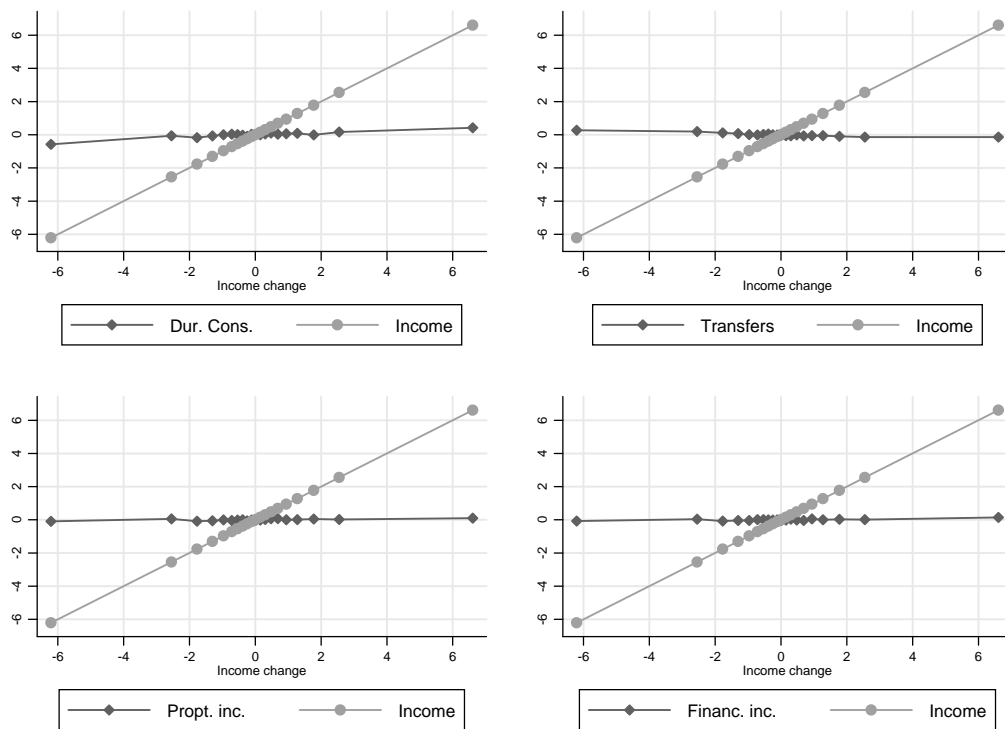 6
4
2
0
-2
-4
-6
-6 -4 -2 0 2 4 6
Income change
Dur. Cons. Income
6
4
2
0
-2
-4
-6
-6 -4 -2 0 2 4 6
Income change
Transfers Income
6
4
2
0
-2
-4
-6
-6 -4 -2 0 2 4 6
Income change
Propt. inc. Income
6
4
2
0
-2
-4
-6
-6 -4 -2 0 2 4 6
Income change
Financ. inc. Income